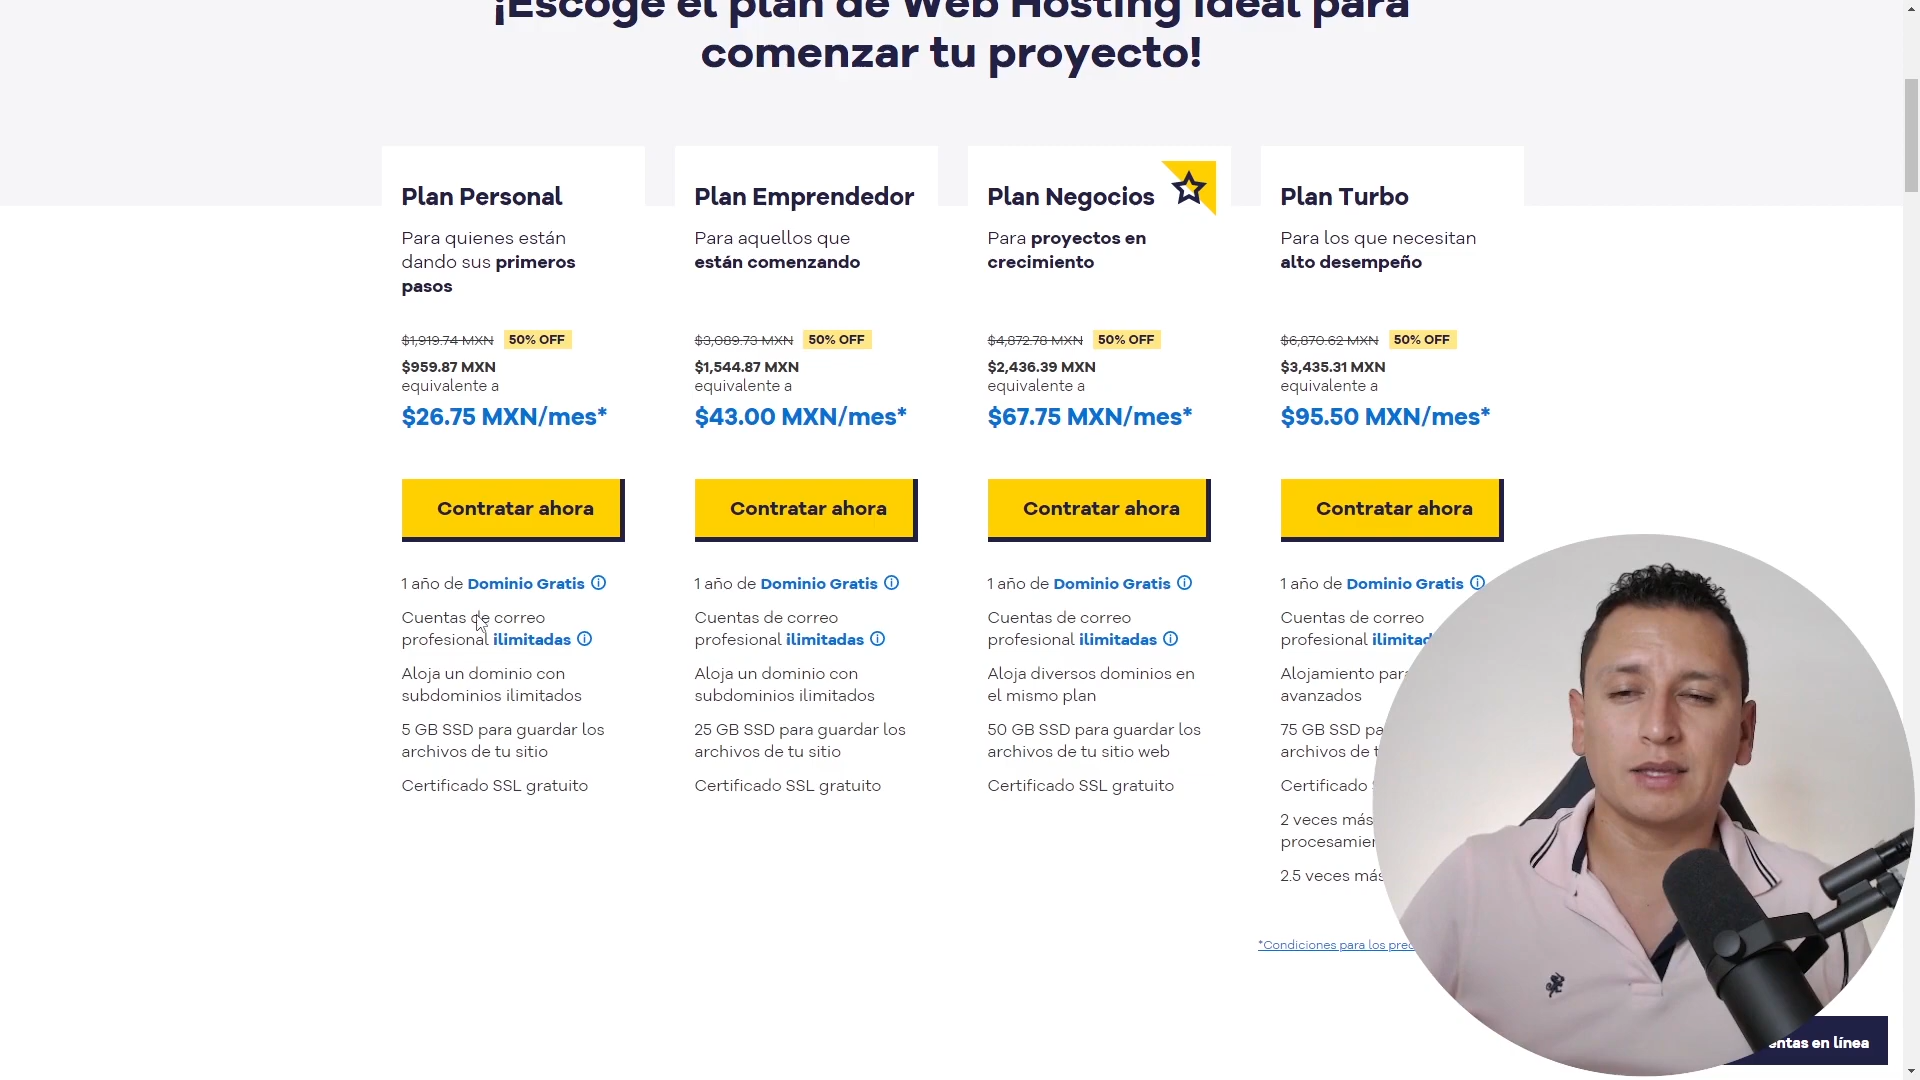 ¡Escoge el plan de Web Hosting ideal para
comenzar tu proyecto!
Plan Personal
Para quienes están
dando sus primeros
pasos
$1,919.74 MXN 50% OFF
$959.87 MXN
equivalente a
$26.75 MXN/mes*
Contratar ahora
1 año de Dominio Gratis
Cuentas de correo
profesional ilimitadas
Aloja un dominio con
subdominios ilimitados
5 GB SSD para guardar los
archivos de tu sitio
Certificado SSL gratuito
Plan Emprendedor
Para aquellos que
están comenzando
$3,089.73 MXN 50% OFF
$1,544.87 MXN
equivalente a
$43.00 MXN/mes*
Contratar ahora
1 año de Dominio Gratis
Cuentas de correo
profesional ilimitadas
Aloja un dominio con
subdominios ilimitados
25 GB SSD para guardar los
archivos de tu sitio
Certificado SSL gratuito
Plan Negocios
Para proyectos en
crecimiento
$4,872.78 MXN 50% OFF
$2,436.39 MXN
equivalente a
$67.75 MXN/mes*
Contratar ahora
1 año de Dominio Gratis
Cuentas de correo
profesional ilimitadas
Aloja diversos dominios en
el mismo plan
50 GB SSD para guardar los
archivos de tu sitio web
Certificado SSL gratuito
Plan Turbo
Para los que necesitan
alto desempeño
$6,870.62 MXN 50% OFF
$3,435.31 MXN
equivalente a
$95.50 MXN/mes*
Contratar ahora
1 año de Dominio Gratis
Cuentas de correo
profesional
Alojamiento
avanzados
75 GB SSD
archivos de
Certificado
2 veces más
2.5 veces más
*Condiciones para los
en línea